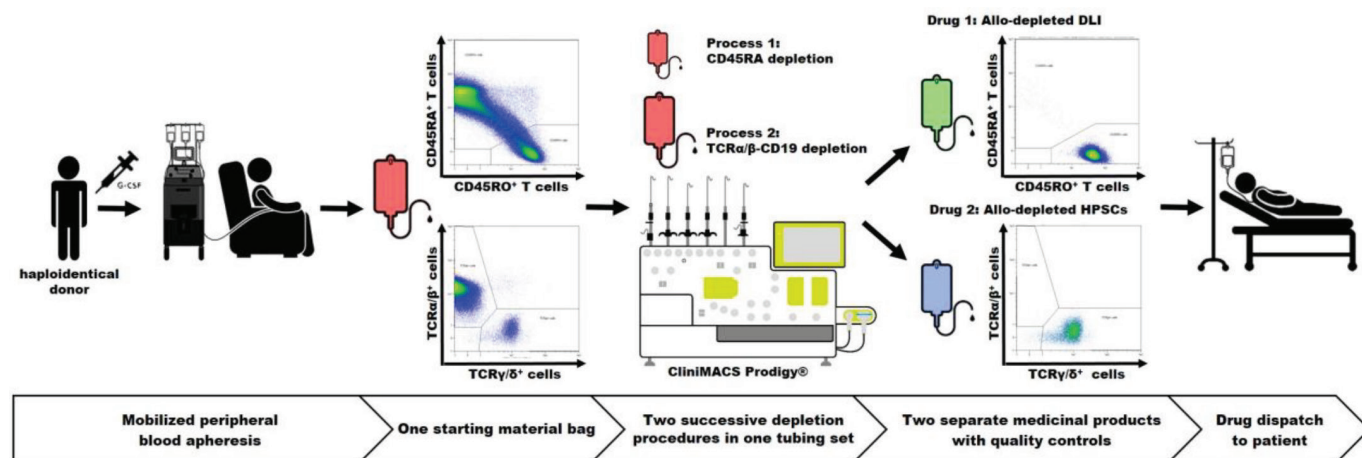 G-CSF
haploidentical
donor
CD45RA⁺ T cells
CD45RO⁺ T cells
TCRα/β⁺ cells
TCRγ/δ⁺ cells
Process 1:
CD45RA depletion
Process 2:
TCRα/β-CD19 depletion
CliniMACS Prodigy®
Drug 1: Allo-depleted DLI
CD45RA⁺ T cells
CD45RO⁺ T cells
Drug 2: Allo-depleted HPSCs
TCRα/β⁺ cells
TCRγ/δ⁺ cells
Mobilized peripheral
blood apheresis
One starting material bag
Two successive depletion
procedures in one tubing set
Two separate medicinal products
with quality controls
Drug dispatch
to patient